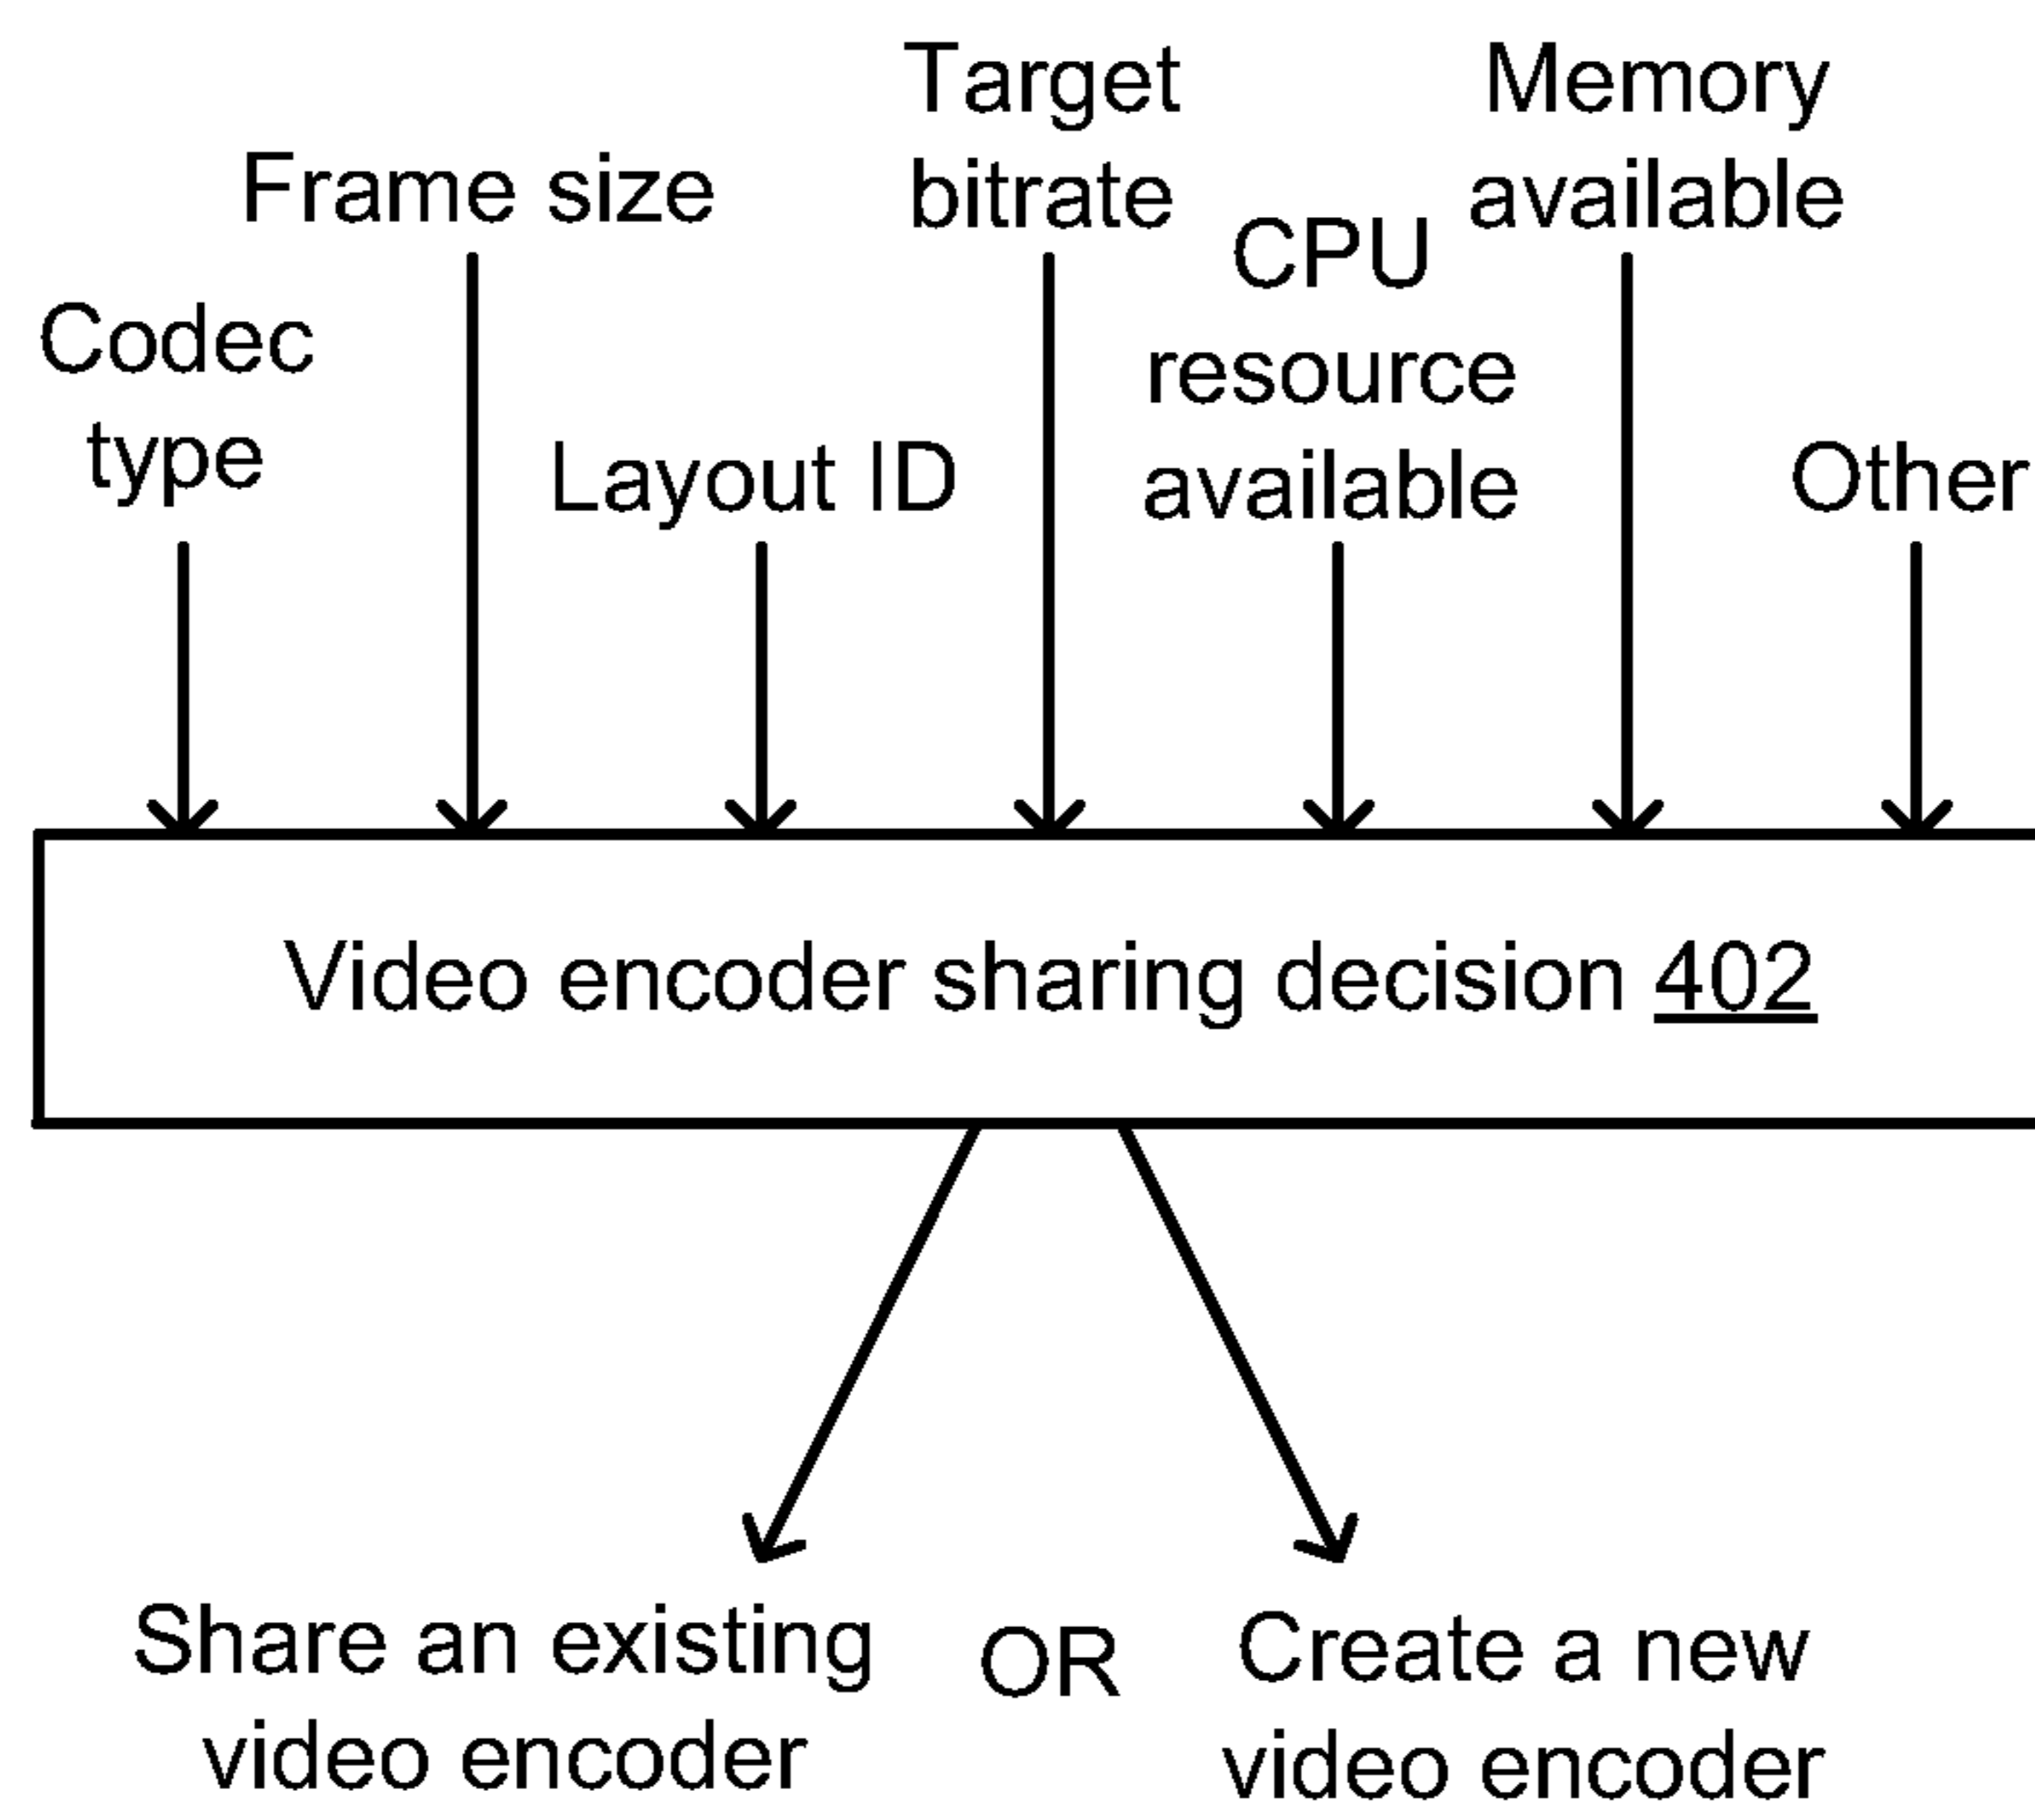 Codec
type
Frame size
Layout ID
Target
bitrate
CPU
resource
available
Memory
available
Other
Video encoder sharing decision 402
Share an existing
video encoder
OR
Create a new
video encoder